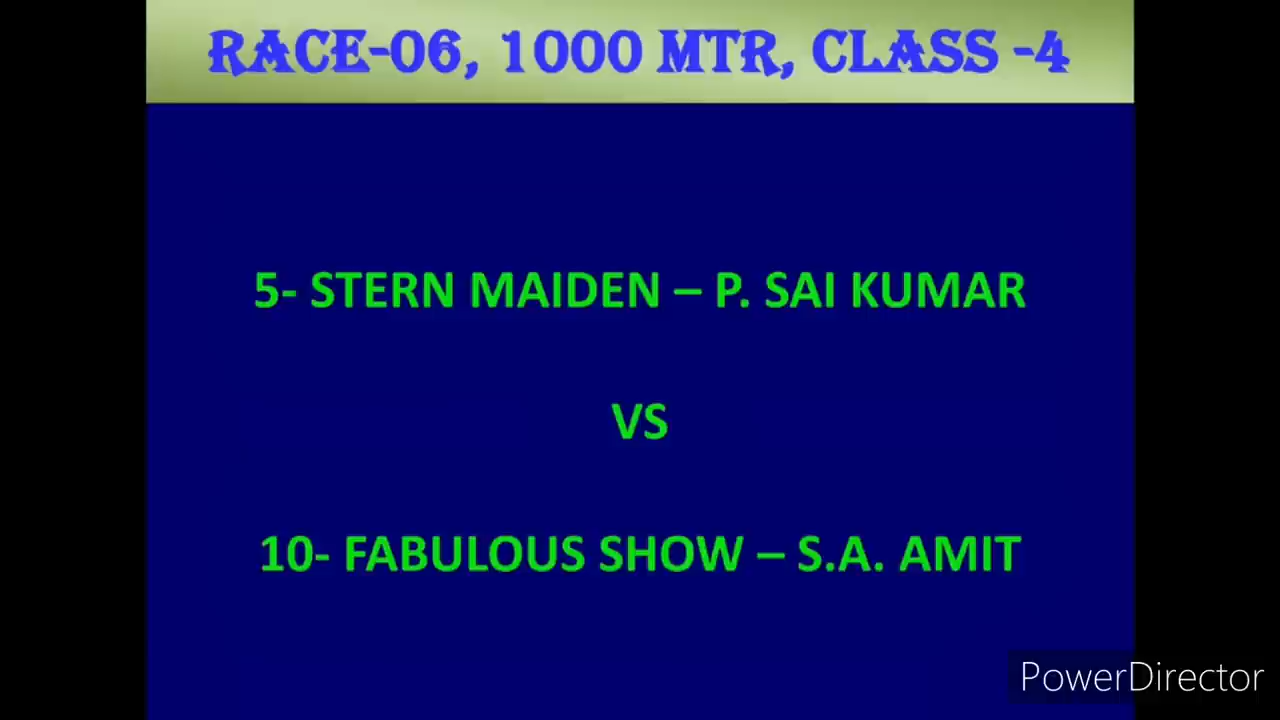 RACE-06, 1000 MTR, CLASS -4
5- STERN MAIDEN – P. SAI KUMAR
VS
10- FABULOUS SHOW – S.A. AMIT
PowerDirector